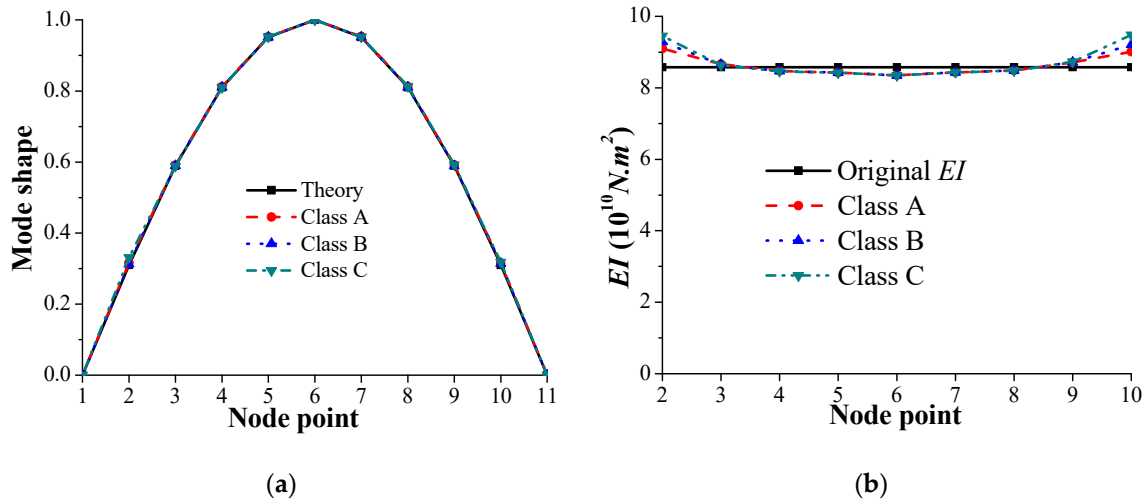 1.0
0.8
0.6
0.4
0.2
0.0
Mode shape
Theory
Class A
Class B
Class C
1 2 3 4 5 6 7 8 9 10 11
Node point
(a)
10
8
6
4
2
0
EI (10^10 N.m^2)
Original EI
Class A
Class B
Class C
2 3 4 5 6 7 8 9 10
Node point
(b)